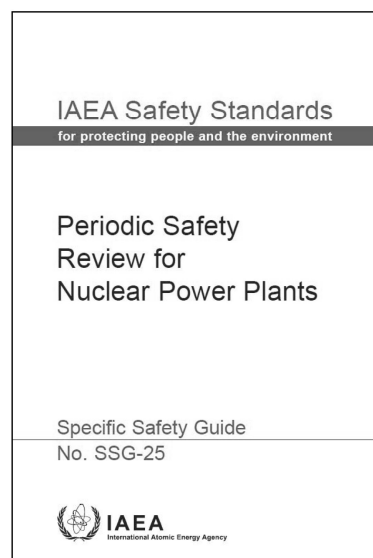 IAEA Safety Standards
for protecting people and the environment
Periodic Safety
Review for
Nuclear Power Plants
Specific Safety Guide
No. SSG-25
IAEA
International Atomic Energy Agency